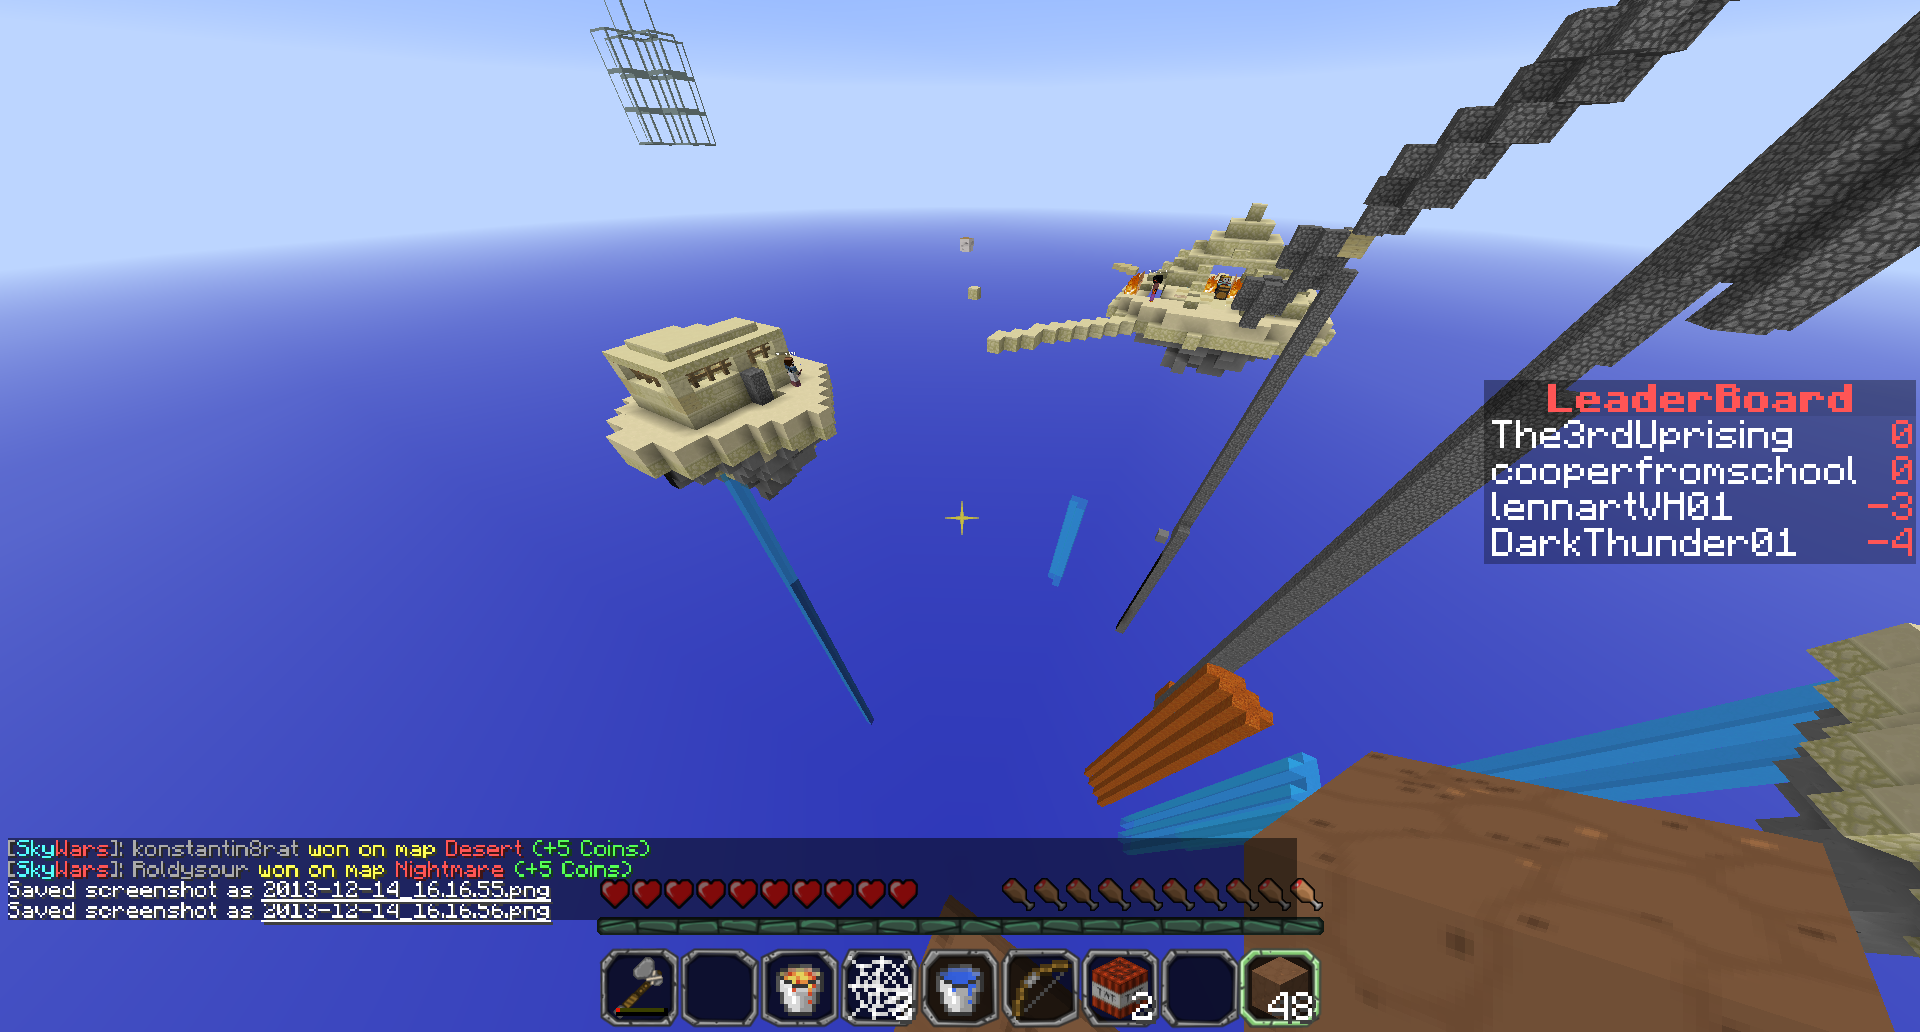 LeaderBoard
The3rdUprising 0
cooperfromschool 0
lennartVH01 -3
DarkThunder01 -4
[SkyWars]: konstantin8rat won on map Desert (+5 Coins)
[SkyWars]: Roldysour won on map Nightmare (+5 Coins)
Saved screenshot as 2013-12-14_16.16.55.png
Saved screenshot as 2013-12-14_16.16.56.png
TNT 2
48